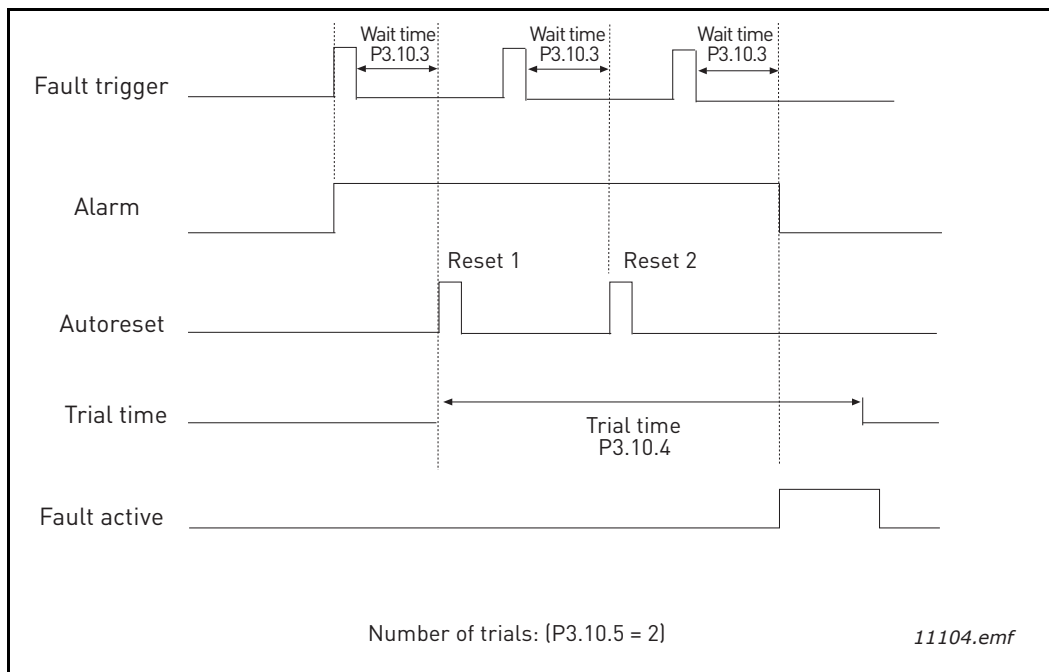 Wait time
P3.10.3
Wait time
P3.10.3
Wait time
P3.10.3
Fault trigger
Alarm
Reset 1
Reset 2
Autoreset
Trial time
Trial time
P3.10.4
Fault active
Number of trials: (P3.10.5 = 2)
11104.emf